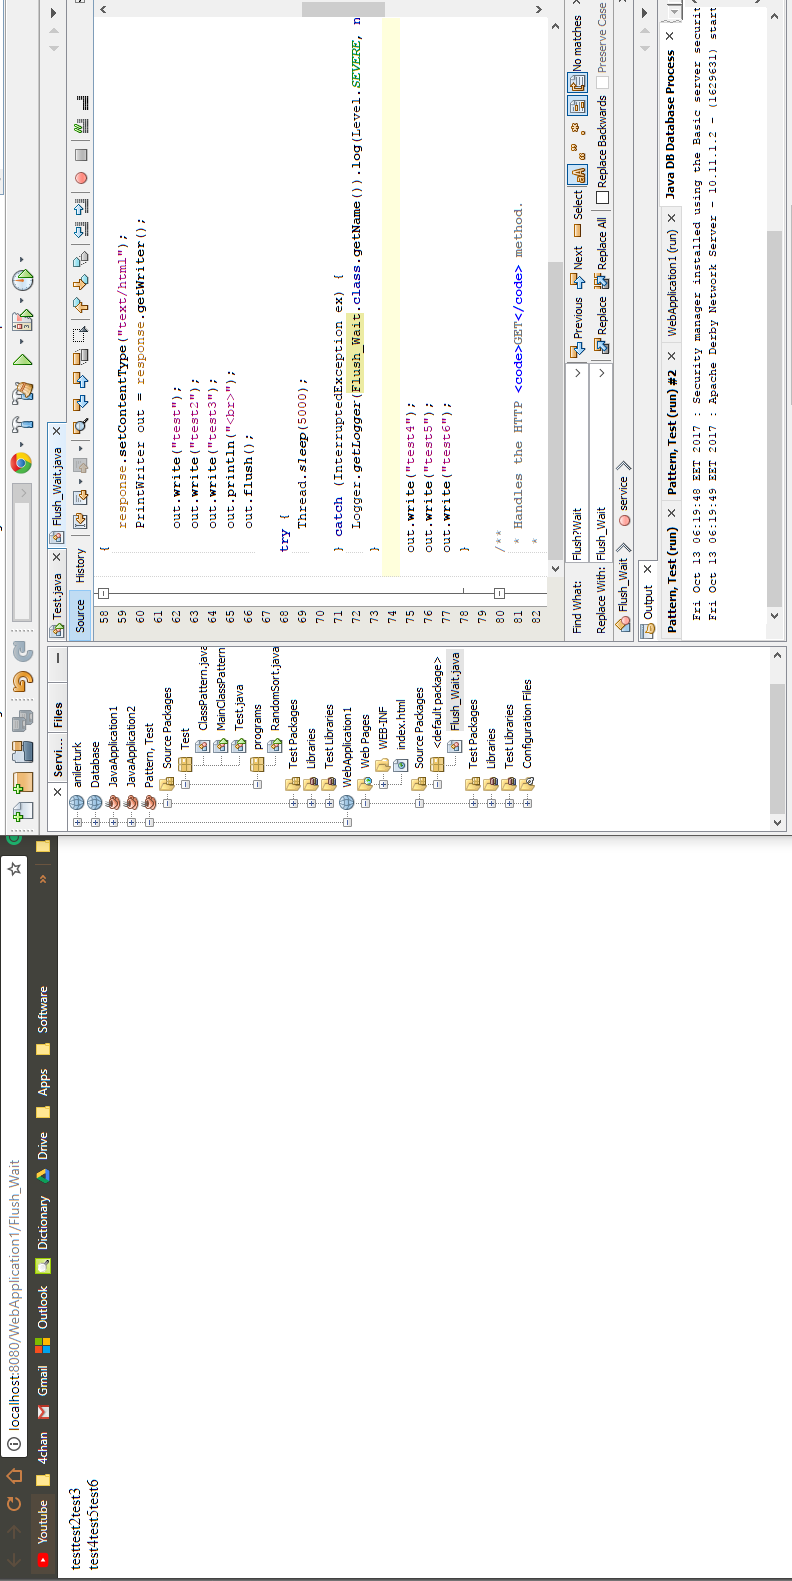 localhost:8080/WebApplication1/Flush_Wait
Youtube 4chan Gmail Outlook Dictionary Drive Apps Software »
testtest2test3
test4test5test6
Servi... Files
anilerturk
Database
JavaApplication1
JavaApplication2
Pattern, Test
Source Packages
Test
ClassPattern.java
MainClassPattern
Test.java
programs
RandomSort.java
Test Packages
Libraries
Test Libraries
WebApplication1
Web Pages
WEB-INF
index.html
Source Packages
<default package>
Flush_Wait.java
Test Packages
Libraries
Test Libraries
Configuration Files
Test.java Flush_Wait.java
Source History
58 {
59 response.setContentType("text/html");
60 PrintWriter out = response.getWriter();
61
62 out.write("test");
63 out.write("test2");
64 out.write("test3");
65 out.println("<br>");
66 out.flush();
67
68 try {
69 Thread.sleep(5000);
70
71 } catch (InterruptedException ex) {
72 Logger.getLogger(Flush_Wait.class.getName()).log(Level.SEVERE, n
73 }
74
75 out.write("test4");
76 out.write("test5");
77 out.write("test6");
78 }
79
80 /**
81 * Handles the HTTP <code>GET</code> method.
82 *
Find What: Flush?Wait Previous Next Select No matches
Replace With: Flush_Wait Replace Replace All Replace Backwards Preserve Case
Flush_Wait service
Output
Pattern, Test (run) Pattern, Test (run) #2 WebApplication1 (run) Java DB Database Process
Fri Oct 13 06:19:48 EET 2017 : Security manager installed using the Basic server securit
Fri Oct 13 06:19:49 EET 2017 : Apache Derby Network Server - 10.11.1.2 - (1629631) start